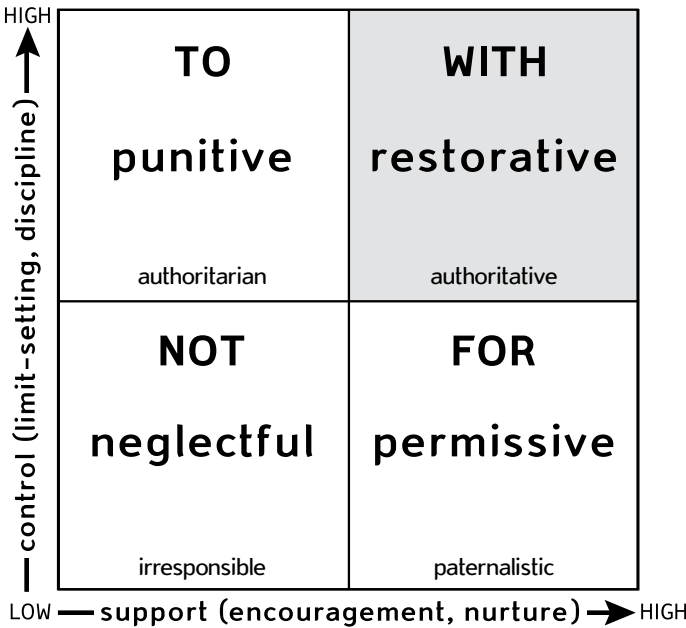 HIGH
control (limit-setting, discipline)
TO
punitive
authoritarian
WITH
restorative
authoritative
NOT
neglectful
irresponsible
FOR
permissive
paternalistic
LOW
support (encouragement, nurture)
HIGH